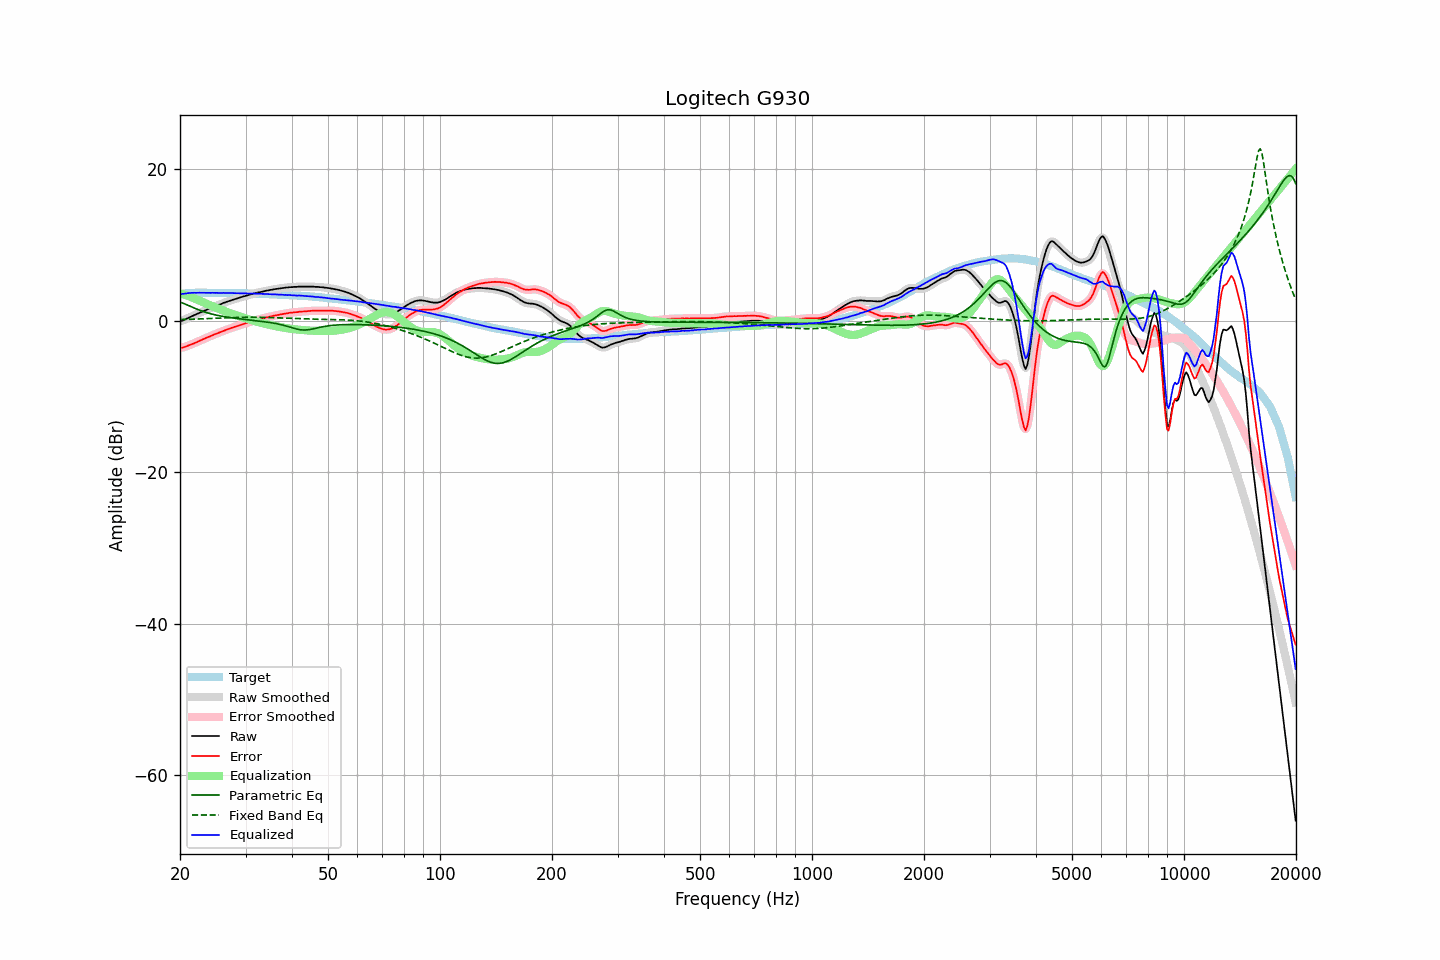 Logitech G930
Amplitude (dBr)
20
0
−20
−40
−60
Target
Raw Smoothed
Error Smoothed
Raw
Error
Equalization
Parametric Eq
Fixed Band Eq
Equalized
20 50 100 200 500 1000 2000 5000 10000 20000
Frequency (Hz)